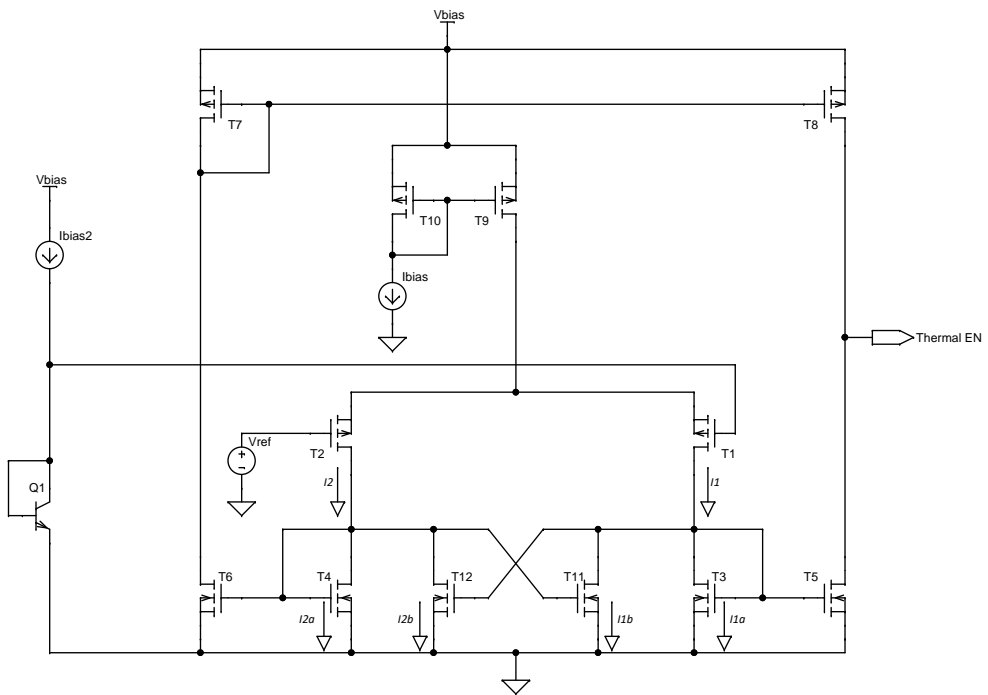 Vbias
T7
T8
Vbias
T10
T9
Ibias2
Ibias
Thermal EN
Vref
+
-
T2
T1
I2
I1
Q1
T6
T4
T12
T11
T3
T5
I2a
I2b
I1b
I1a